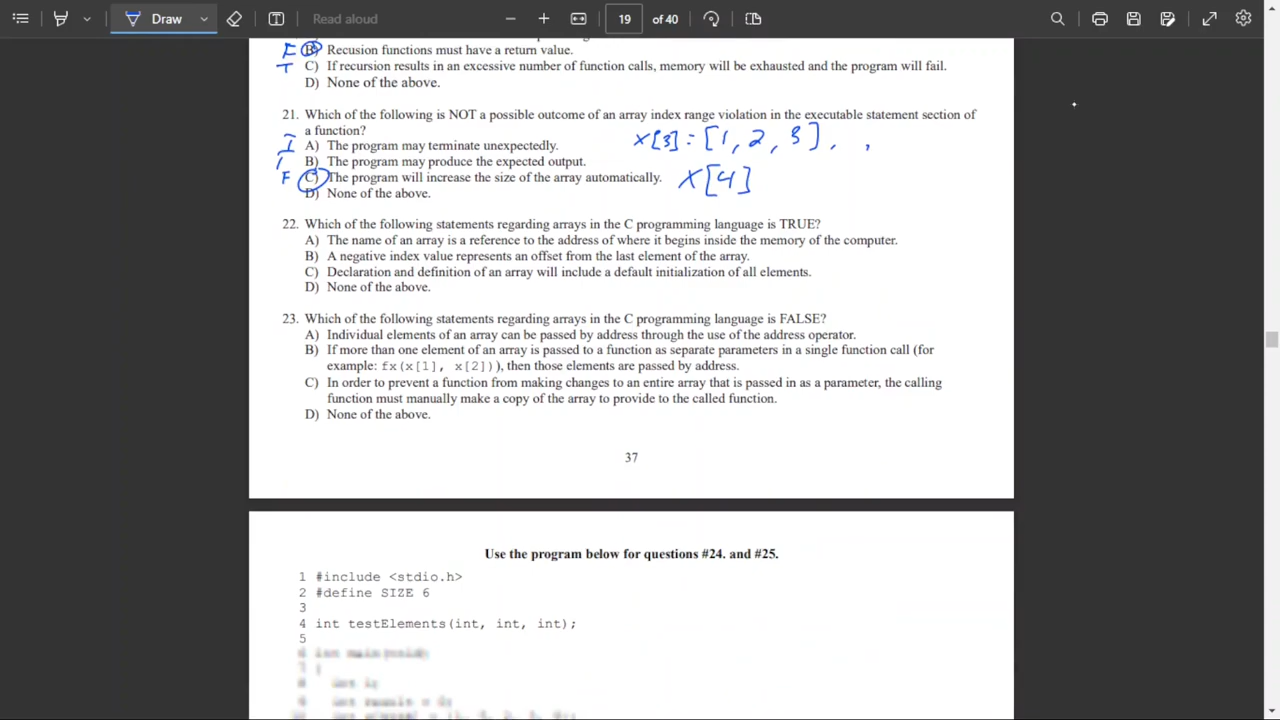 Draw
Read aloud
19 of 40
F B) Recusion functions must have a return value.
T C) If recursion results in an excessive number of function calls, memory will be exhausted and the program will fail.
D) None of the above.
21. Which of the following is NOT a possible outcome of an array index range violation in the executable statement section of
a function?
x[3] = [1, 2, 3], ,
A) The program may terminate unexpectedly.
B) The program may produce the expected output.
F C) The program will increase the size of the array automatically. x[4]
D) None of the above.
22. Which of the following statements regarding arrays in the C programming language is TRUE?
A) The name of an array is a reference to the address of where it begins inside the memory of the computer.
B) A negative index value represents an offset from the last element of the array.
C) Declaration and definition of an array will include a default initialization of all elements.
D) None of the above.
23. Which of the following statements regarding arrays in the C programming language is FALSE?
A) Individual elements of an array can be passed by address through the use of the address operator.
B) If more than one element of an array is passed to a function as separate parameters in a single function call (for
example: fx(x[1], x[2])), then those elements are passed by address.
C) In order to prevent a function from making changes to an entire array that is passed in as a parameter, the calling
function must manually make a copy of the array to provide to the called function.
D) None of the above.
37
Use the program below for questions #24. and #25.
1 #include <stdio.h>
2 #define SIZE 6
3
4 int testElements(int, int, int);
5